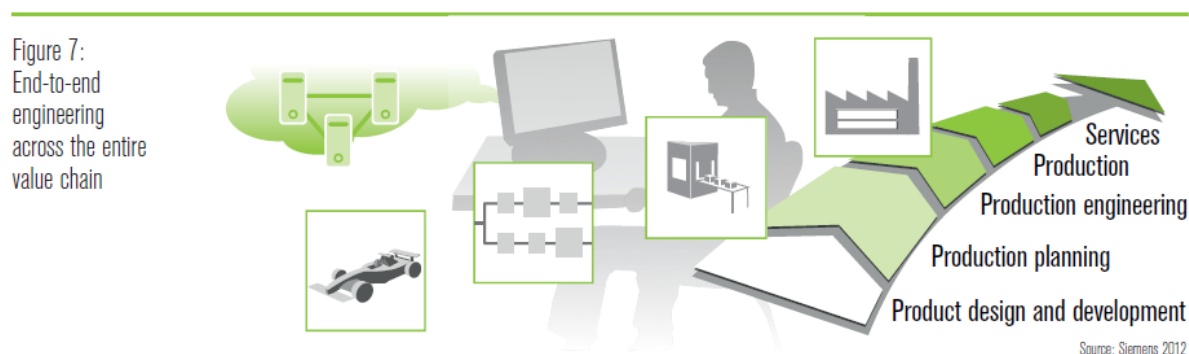 Figure 7:
End-to-end
engineering
across the entire
value chain
Services
Production
Production engineering
Production planning
Product design and development
Source: Siemens 2012